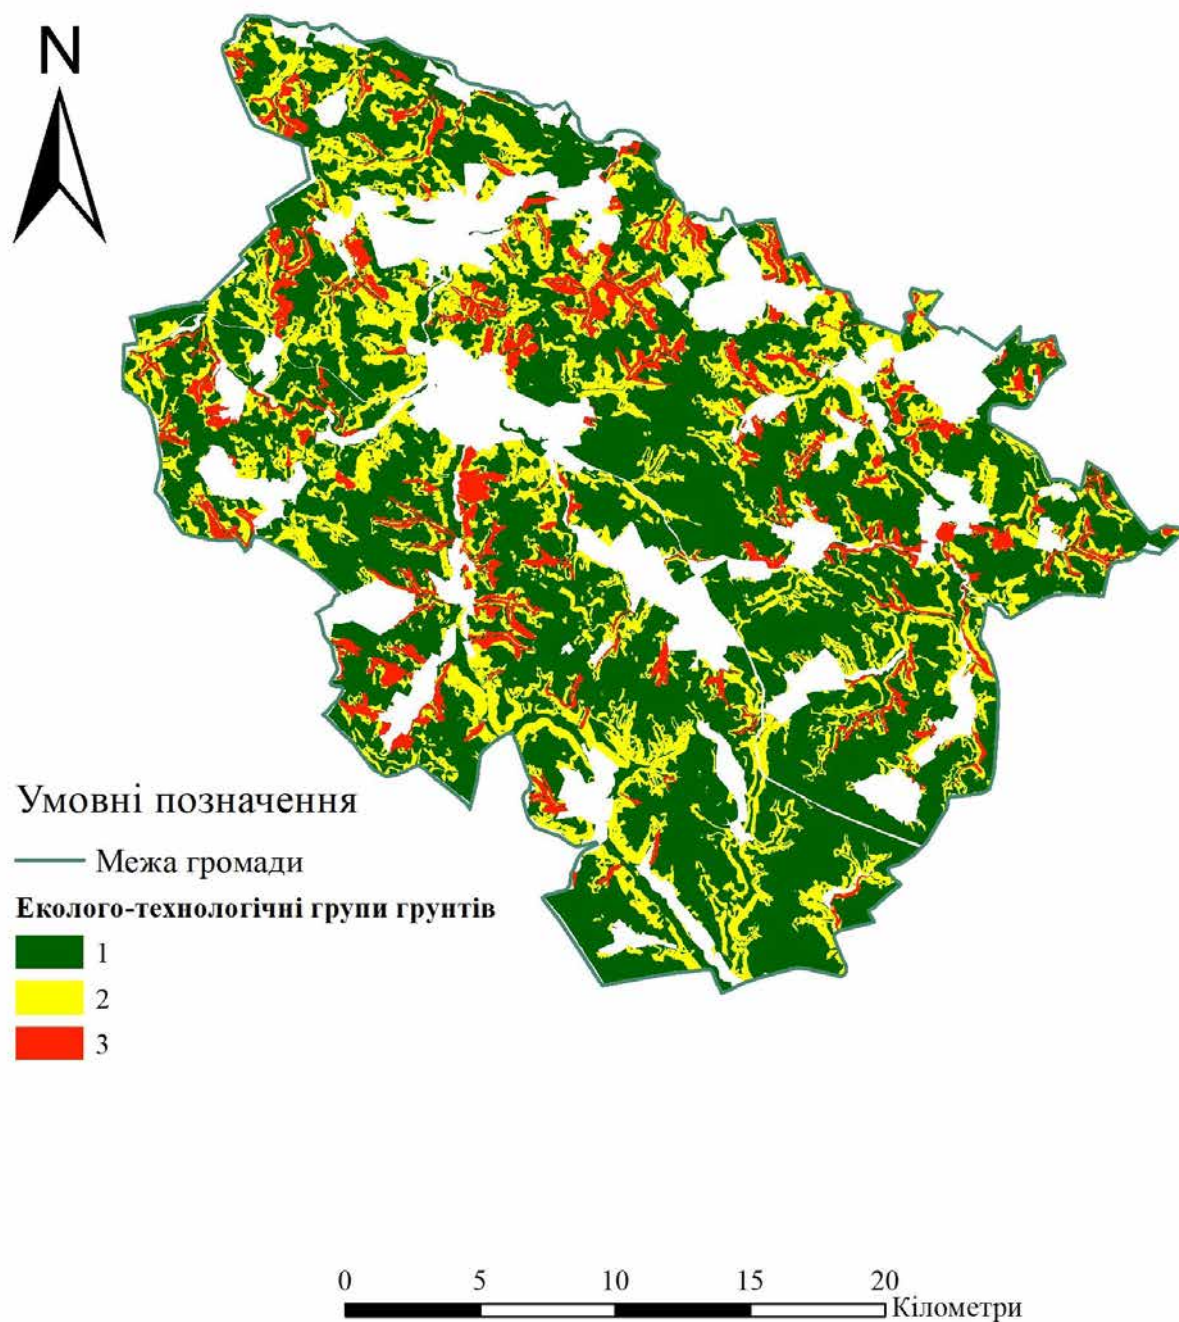 N
Умовні позначення
Межа громади
Еколого-технологічні групи грунтів
1
2
3
0 5 10 15 20
Кілометри